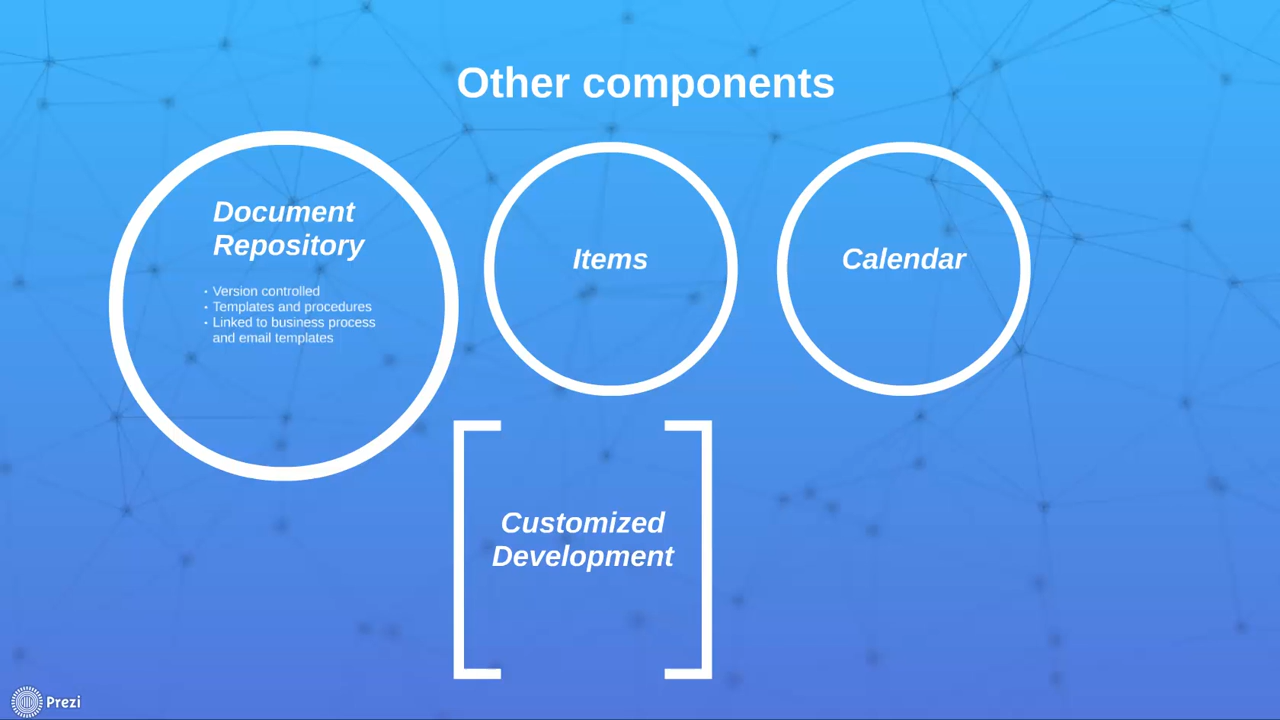 Other components
Document
Repository
• Version controlled
• Templates and procedures
• Linked to business process
and email templates
Items
Calendar
Customized
Development
Prezi